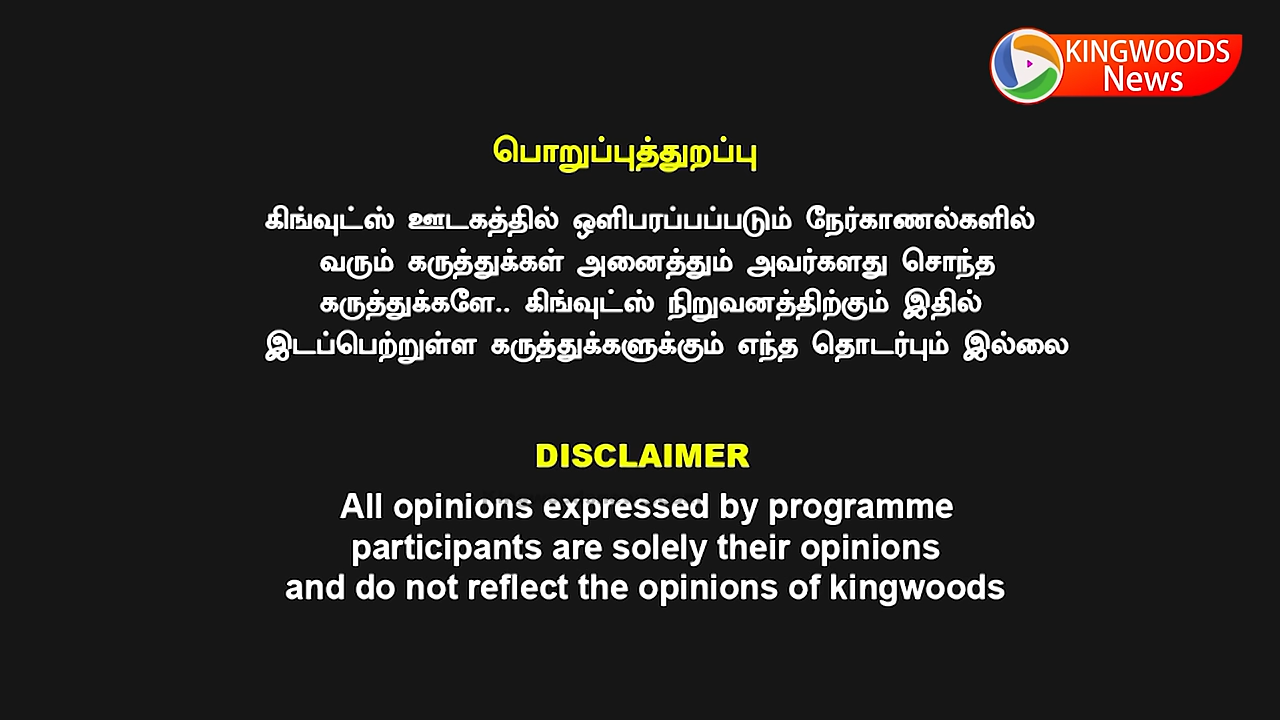 KINGWOODS
News
பொறுப்புத்துறப்பு
கிங்வுட்ஸ் ஊடகத்தில் ஒளிபரப்பப்படும் நேர்காணல்களில்
வரும் கருத்துக்கள் அனைத்தும் அவர்களது சொந்த
கருத்துக்களே.. கிங்வுட்ஸ் நிறுவனத்திற்கும் இதில்
இடப்பெற்றுள்ள கருத்துக்களுக்கும் எந்த தொடர்பும் இல்லை
DISCLAIMER
All opinions expressed by programme
participants are solely their opinions
and do not reflect the opinions of kingwoods